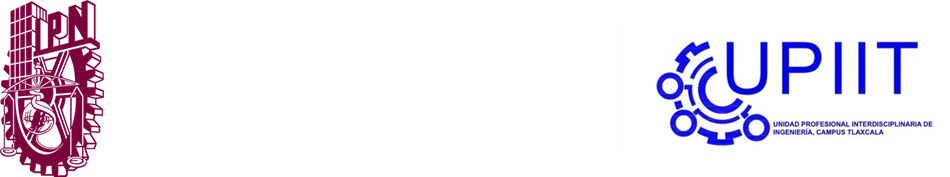 IPN
UPIIT
UNIDAD PROFESIONAL INTERDISCIPLINARIA DE
INGENIERÍA, CAMPUS TLAXCALA